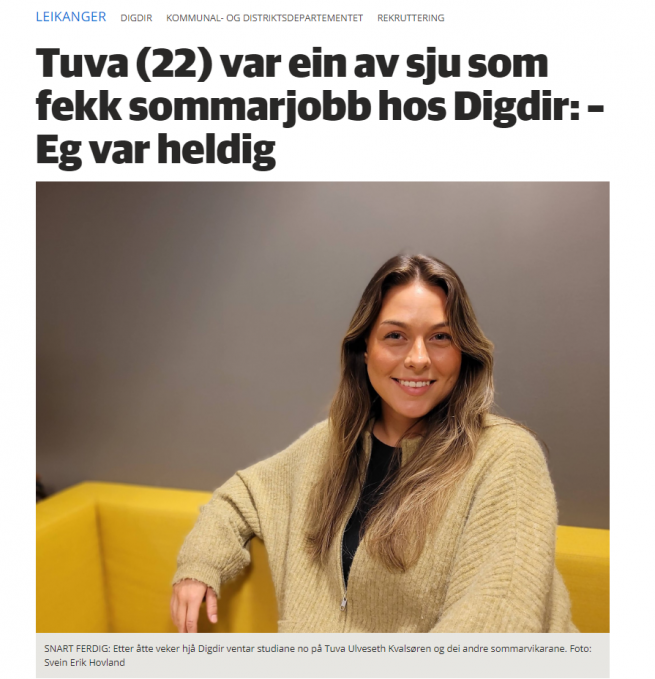 LEIKANGER DIGDIR KOMMUNAL- OG DISTRIKTSDEPARTEMENTET REKRUTTERING
Tuva (22) var ein av sju som
fekk sommarjobb hos Digdir: –
Eg var heldig
SNART FERDIG: Etter åtte veker hjå Digdir ventar studiane no på Tuva Ulveseth Kvalsøren og dei andre sommarvikarane. Foto:
Svein Erik Hovland